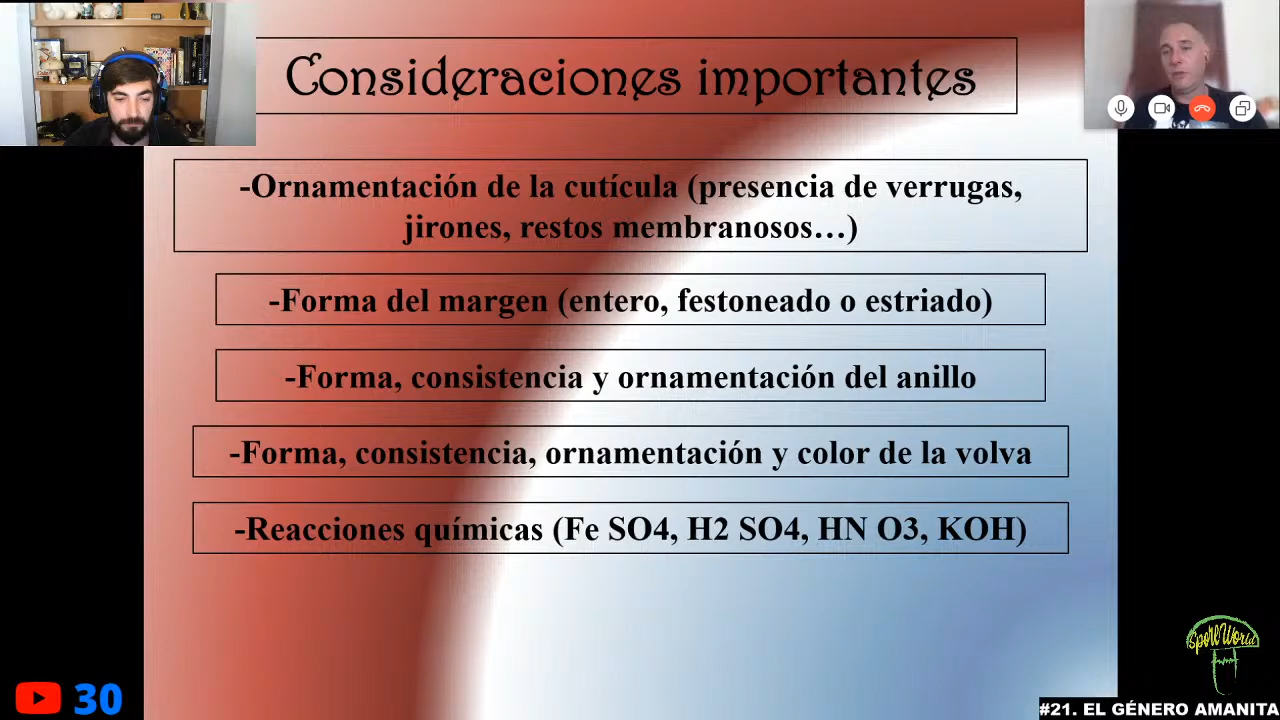 Consideraciones importantes
-Ornamentación de la cutícula (presencia de verrugas,
jirones, restos membranosos…)
-Forma del margen (entero, festoneado o estriado)
-Forma, consistencia y ornamentación del anillo
-Forma, consistencia, ornamentación y color de la volva
-Reacciones químicas (Fe SO4, H2 SO4, HN O3, KOH)
30
Spore World
#21. EL GÉNERO AMANITA